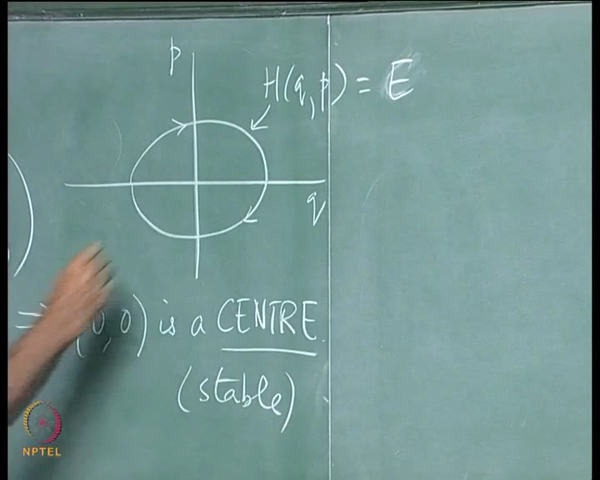 p
H(q, p) = E
q
⇒ (0,0) is a CENTRE.
(stable)
NPTEL